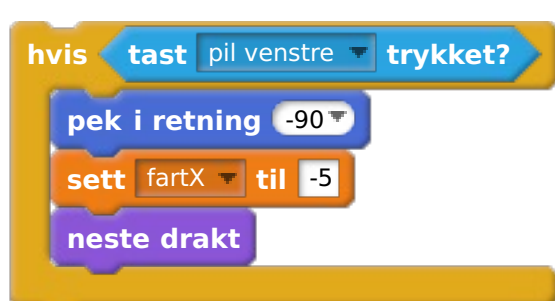 hvis tast pil venstre trykket?
pek i retning -90
sett fartX til -5
neste drakt